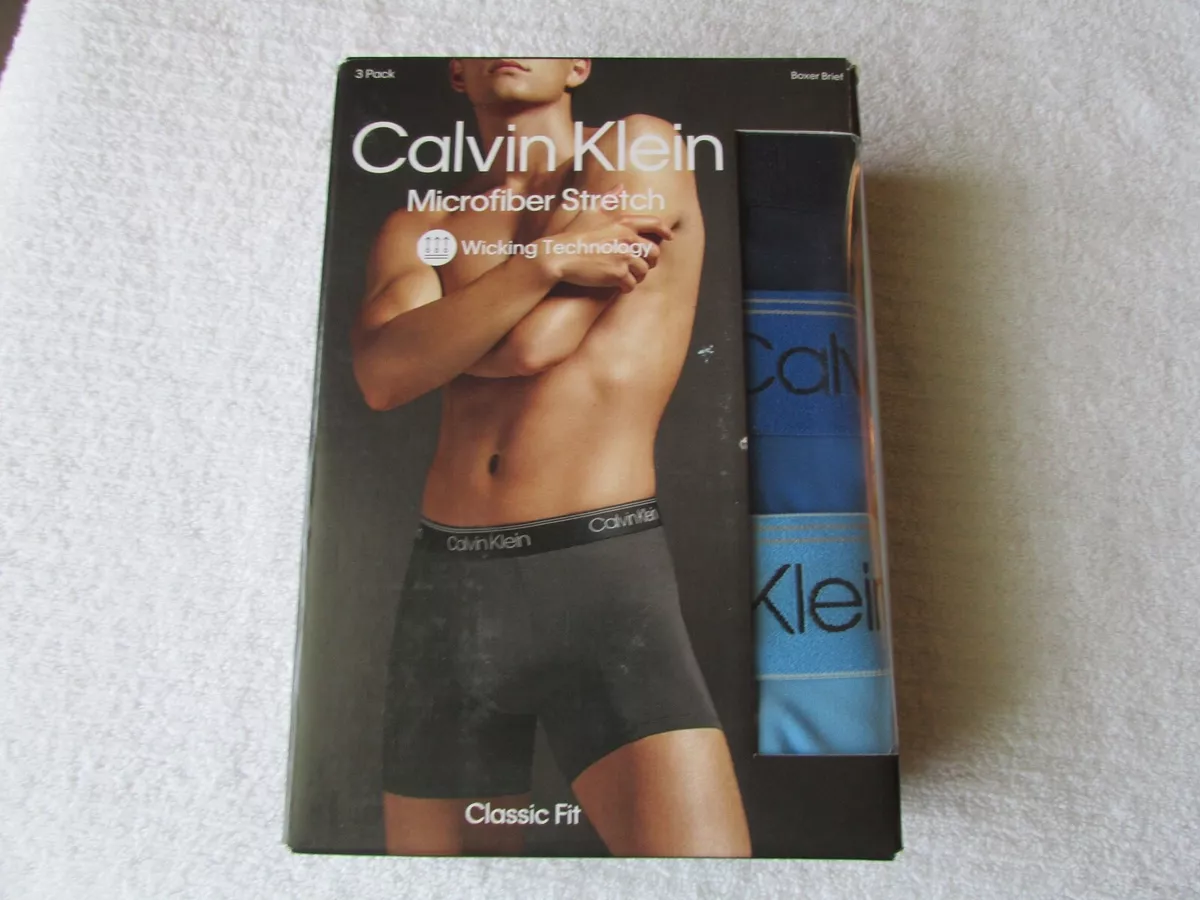 3 Pack
Boxer Brief
Calvin Klein
Microfiber Stretch
Wicking Technology
Calv
Calvin Klein
Calvin Klein
Klein
Classic Fit